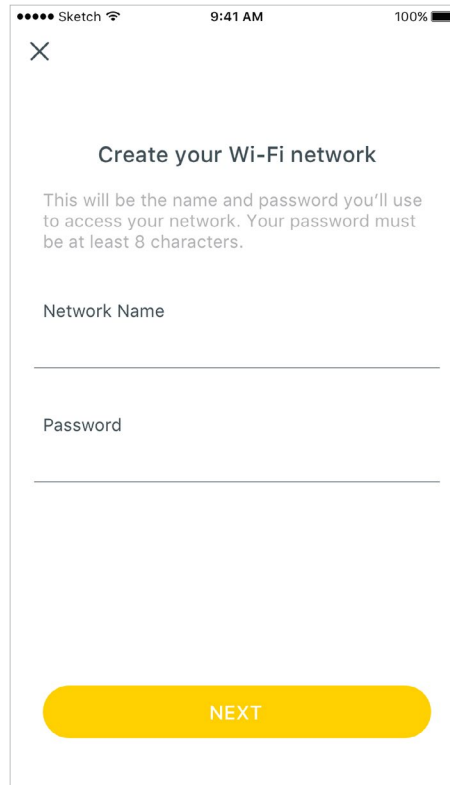 Sketch 9:41 AM 100%
Create your Wi-Fi network
This will be the name and password you’ll use
to access your network. Your password must
be at least 8 characters.
Network Name
Password
NEXT